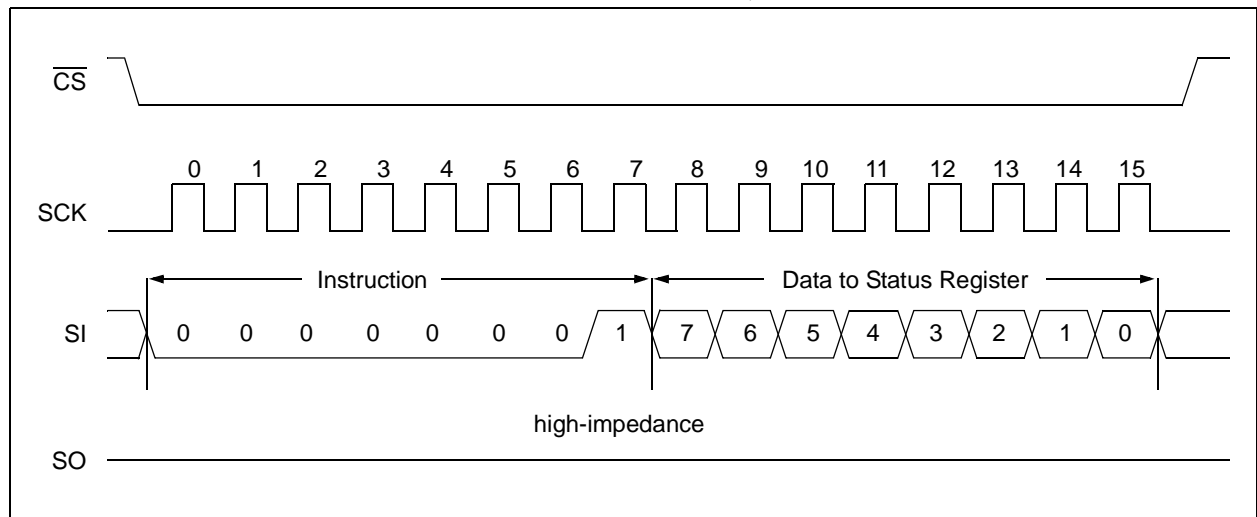 CS
0 1 2 3 4 5 6 7 8 9 10 11 12 13 14 15
SCK
Instruction Data to Status Register
SI 0 0 0 0 0 0 0 1 7 6 5 4 3 2 1 0
high-impedance
SO